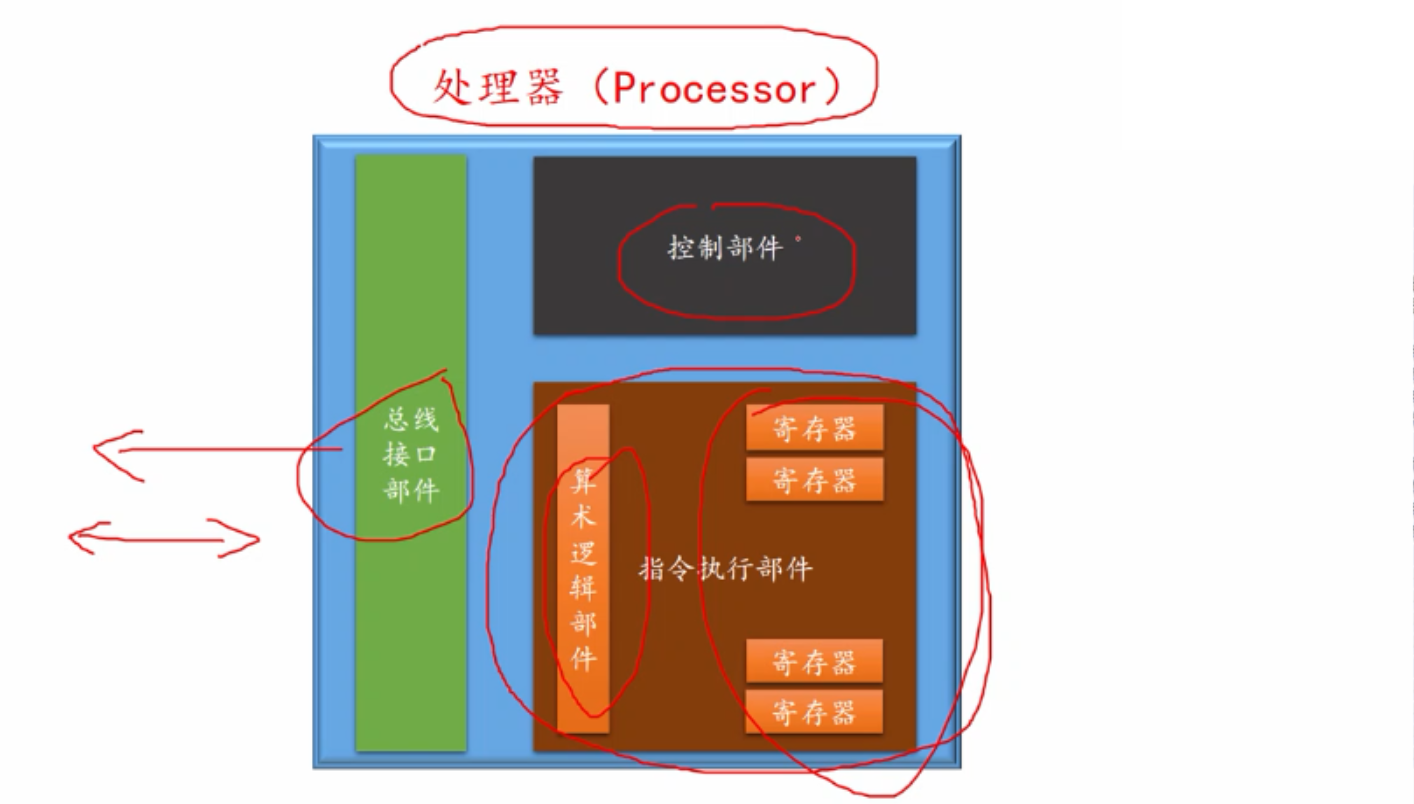 处理器（Processor）
控制部件
总线
接口
部件
算
术
逻
辑
部
件
指令执行部件
寄存器
寄存器
寄存器
寄存器